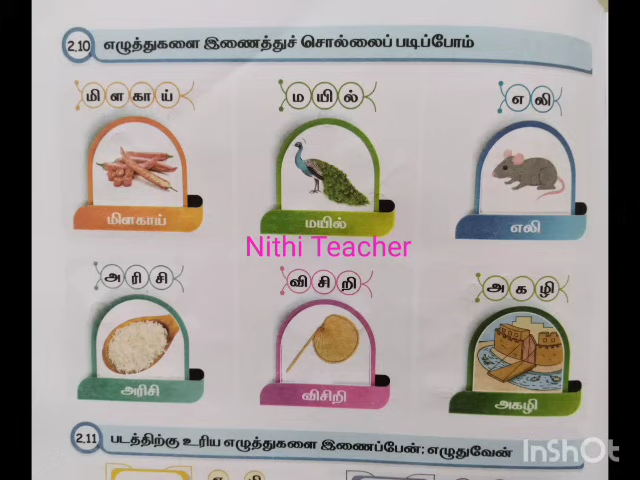 2.10 எழுத்துகளை இணைத்துச் சொல்லைப் படிப்போம்
மி ள கா ய்
ம யி ல்
எ லி
மிளகாய்
மயில்
எலி
Nithi Teacher
அ ரி சி
வி சி றி
அ க ழி
அரிசி
விசிறி
அகழி
2.11 படத்திற்கு உரிய எழுத்துகளை இணைப்பேன்; எழுதுவேன்
InShOt